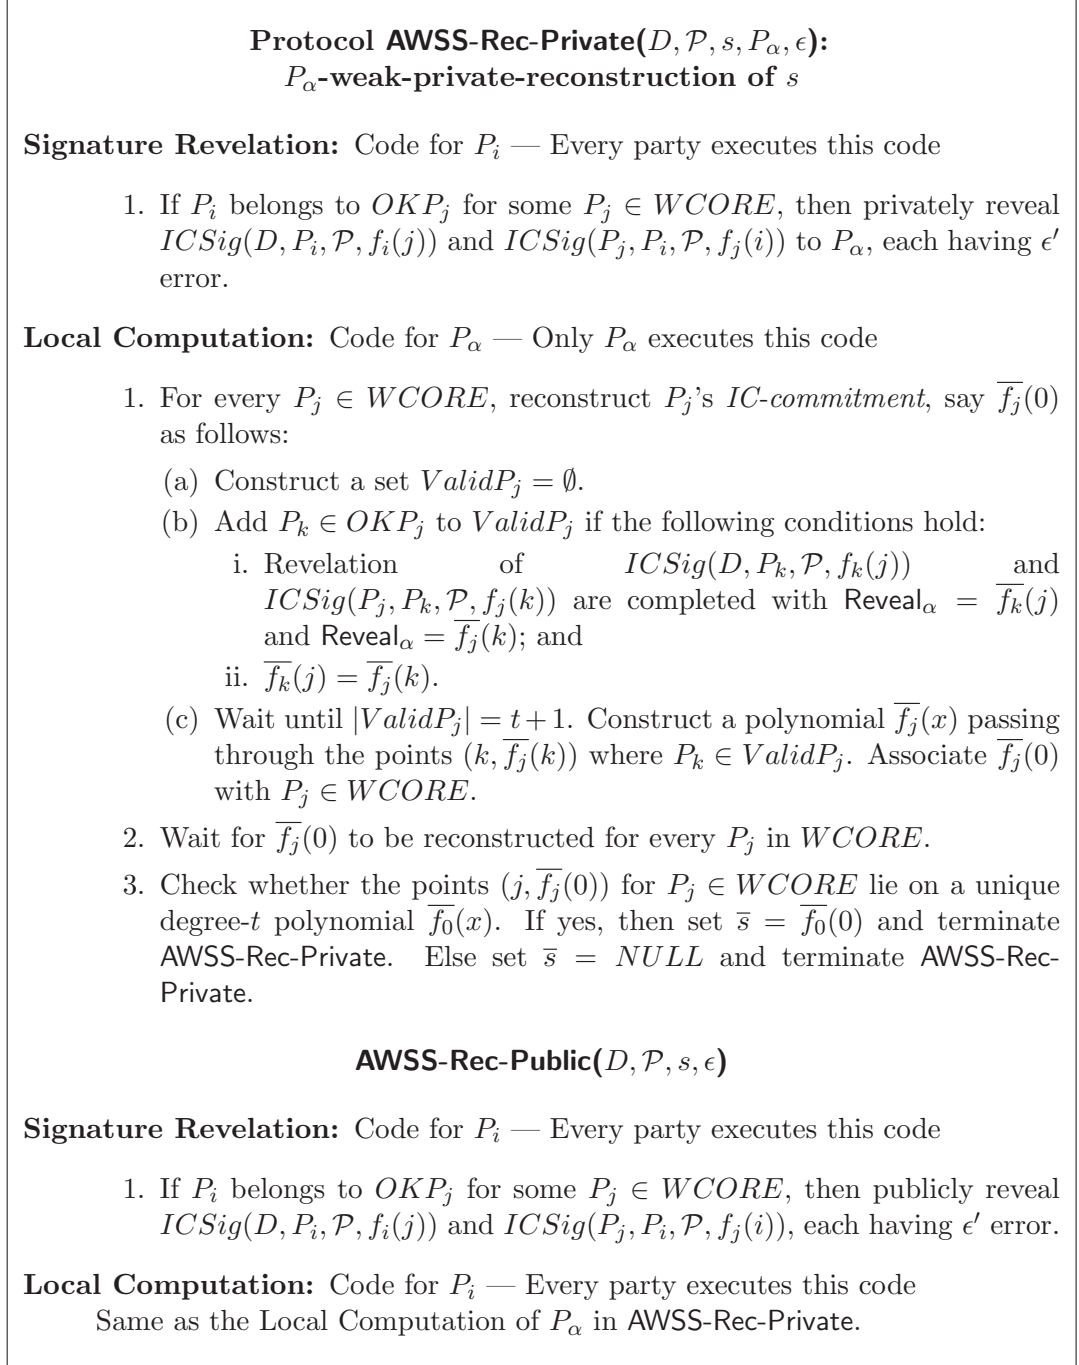 Protocol AWSS-Rec-Private(D, 𝒫, s, P_α, ϵ):
P_α-weak-private-reconstruction of s
Signature Revelation: Code for P_i — Every party executes this code
1. If P_i belongs to OKP_j for some P_j ∈ WCORE, then privately reveal
ICSig(D, P_i, 𝒫, f_i(j)) and ICSig(P_j, P_i, 𝒫, f_j(i)) to P_α, each having ϵ′
error.
Local Computation: Code for P_α — Only P_α executes this code
1. For every P_j ∈ WCORE, reconstruct P_j's IC-commitment, say \overline{f_j}(0)
as follows:
(a) Construct a set ValidP_j = ∅.
(b) Add P_k ∈ OKP_j to ValidP_j if the following conditions hold:
i. Revelation of ICSig(D, P_k, 𝒫, f_k(j)) and
ICSig(P_j, P_k, 𝒫, f_j(k)) are completed with Reveal_α = \overline{f_k}(j)
and Reveal_α = \overline{f_j}(k); and
ii. \overline{f_k}(j) = \overline{f_j}(k).
(c) Wait until |ValidP_j| = t + 1. Construct a polynomial \overline{f_j}(x) passing
through the points (k, \overline{f_j}(k)) where P_k ∈ ValidP_j. Associate \overline{f_j}(0)
with P_j ∈ WCORE.
2. Wait for \overline{f_j}(0) to be reconstructed for every P_j in WCORE.
3. Check whether the points (j, \overline{f_j}(0)) for P_j ∈ WCORE lie on a unique
degree-t polynomial \overline{f_0}(x). If yes, then set \overline{s} = \overline{f_0}(0) and terminate
AWSS-Rec-Private. Else set \overline{s} = NULL and terminate AWSS-Rec-
Private.
AWSS-Rec-Public(D, 𝒫, s, ϵ)
Signature Revelation: Code for P_i — Every party executes this code
1. If P_i belongs to OKP_j for some P_j ∈ WCORE, then publicly reveal
ICSig(D, P_i, 𝒫, f_i(j)) and ICSig(P_j, P_i, 𝒫, f_j(i)), each having ϵ′ error.
Local Computation: Code for P_i — Every party executes this code
Same as the Local Computation of P_α in AWSS-Rec-Private.